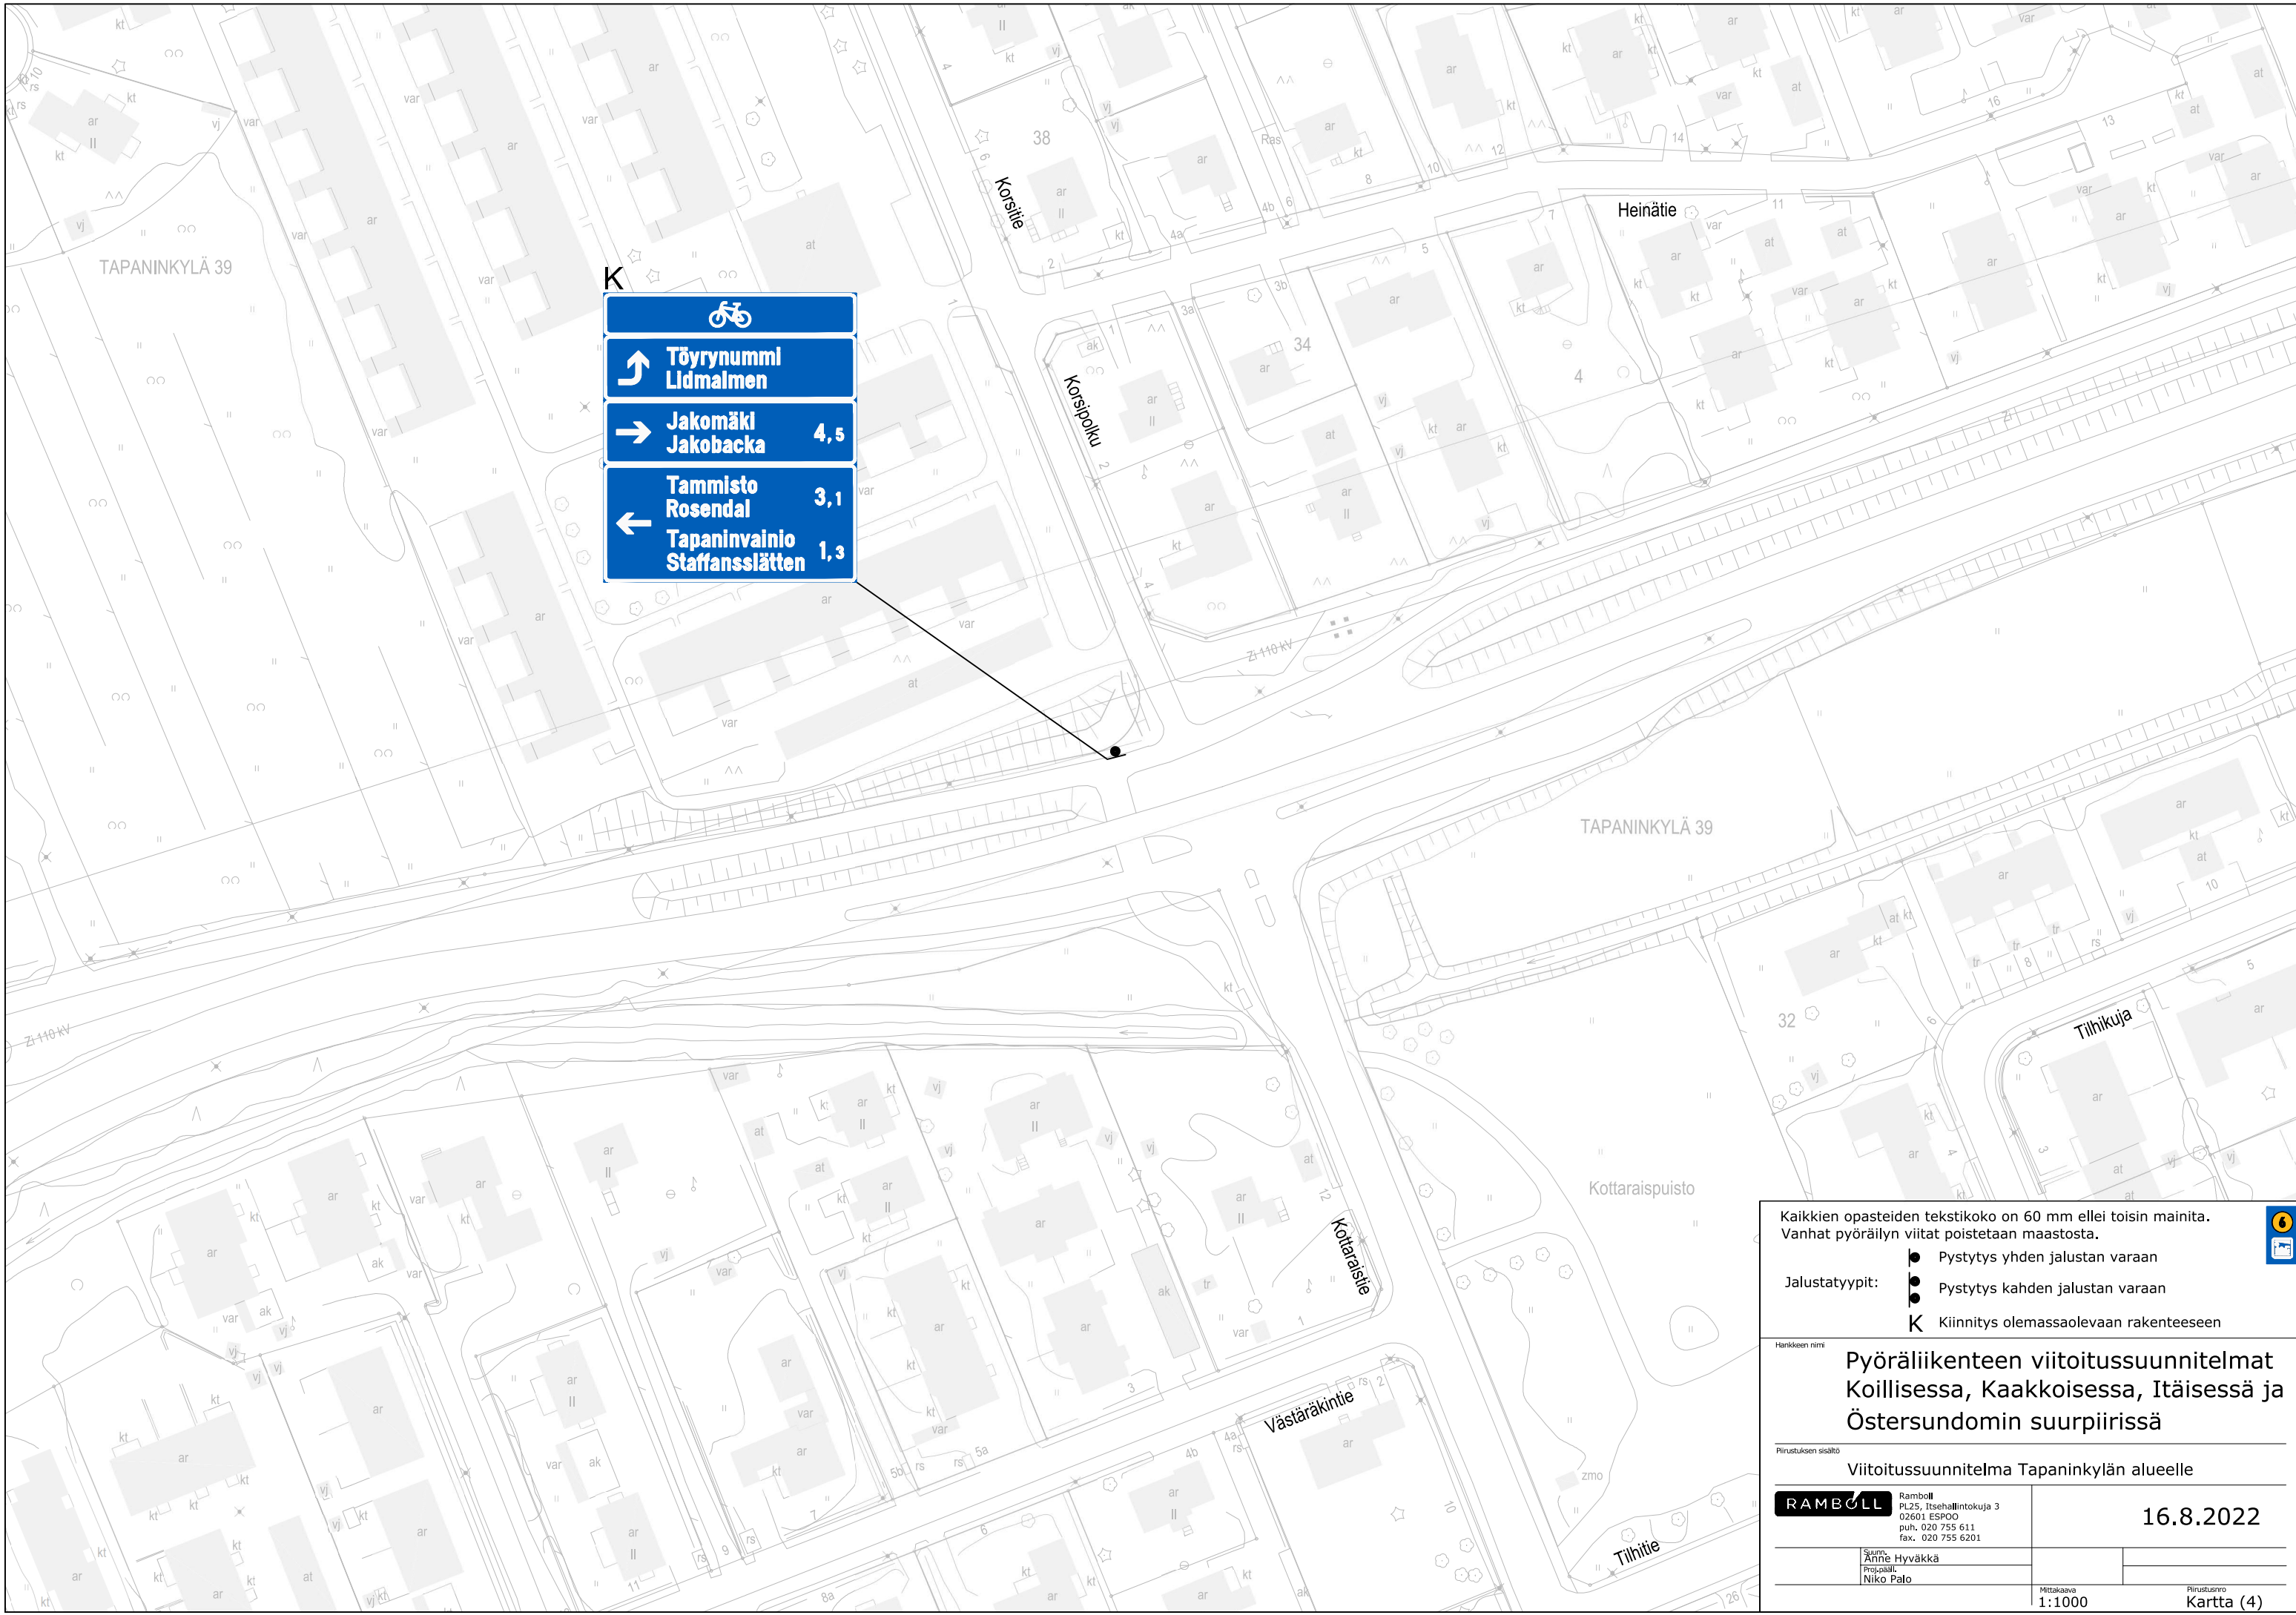 K
Töyrynummi
Lidmalmen
Jakomäki 4,5
Jakobacka
Tammisto 3,1
Rosendal
Tapaninvainio 1,3
Staffansslätten
TAPANINKYLÄ 39
Korsitie
38
Korsipolku
34
Heinätie
4
Zi 110 kV
TAPANINKYLÄ 39
Zi 110 kV
32
Tilhikuja
Kottaraispuisto
Kottaraistie
Västäräkintie
Tilhitie
zmo
Kaikkien opasteiden tekstikoko on 60 mm ellei toisin mainita.
Vanhat pyöräilyn viitat poistetaan maastosta.
6
Jalustatyypit:
Pystytys yhden jalustan varaan
Pystytys kahden jalustan varaan
K Kiinnitys olemassaolevaan rakenteeseen
Hankkeen nimi
Pyöräliikenteen viitoitussuunnitelmat
Koillisessa, Kaakkoisessa, Itäisessä ja
Östersundomin suurpiirissä
Piirustuksen sisältö
Viitoitussuunnitelma Tapaninkylän alueelle
RAMBOLL
Ramboll
PL25, Itsehallintokuja 3
02601 ESPOO
puh. 020 755 611
fax. 020 755 6201
16.8.2022
Suunn.
Anne Hyväkkä
Proj.pääll.
Niko Palo
Mittakaava
1:1000
Piirustusnro
Kartta (4)